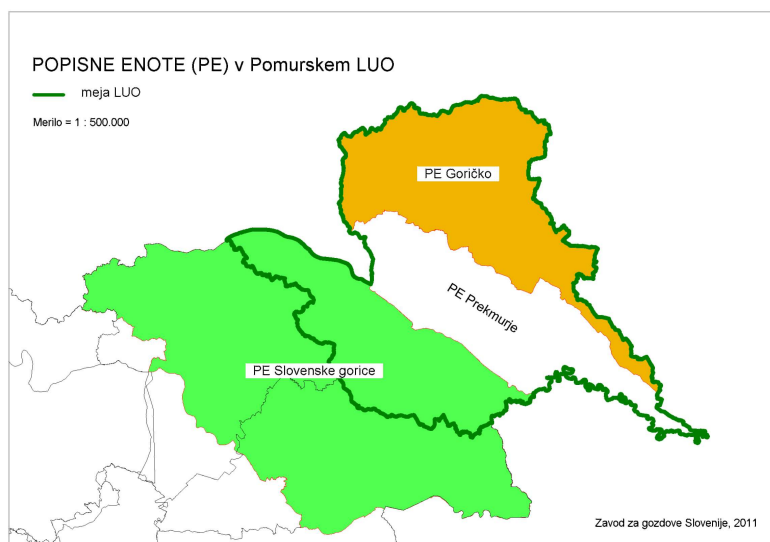 POPISNE ENOTE (PE) v Pomurskem LUO
meja LUO
Merilo = 1 : 500.000
PE Goričko
PE Prekmurje
PE Slovenske gorice
Zavod za gozdove Slovenije, 2011